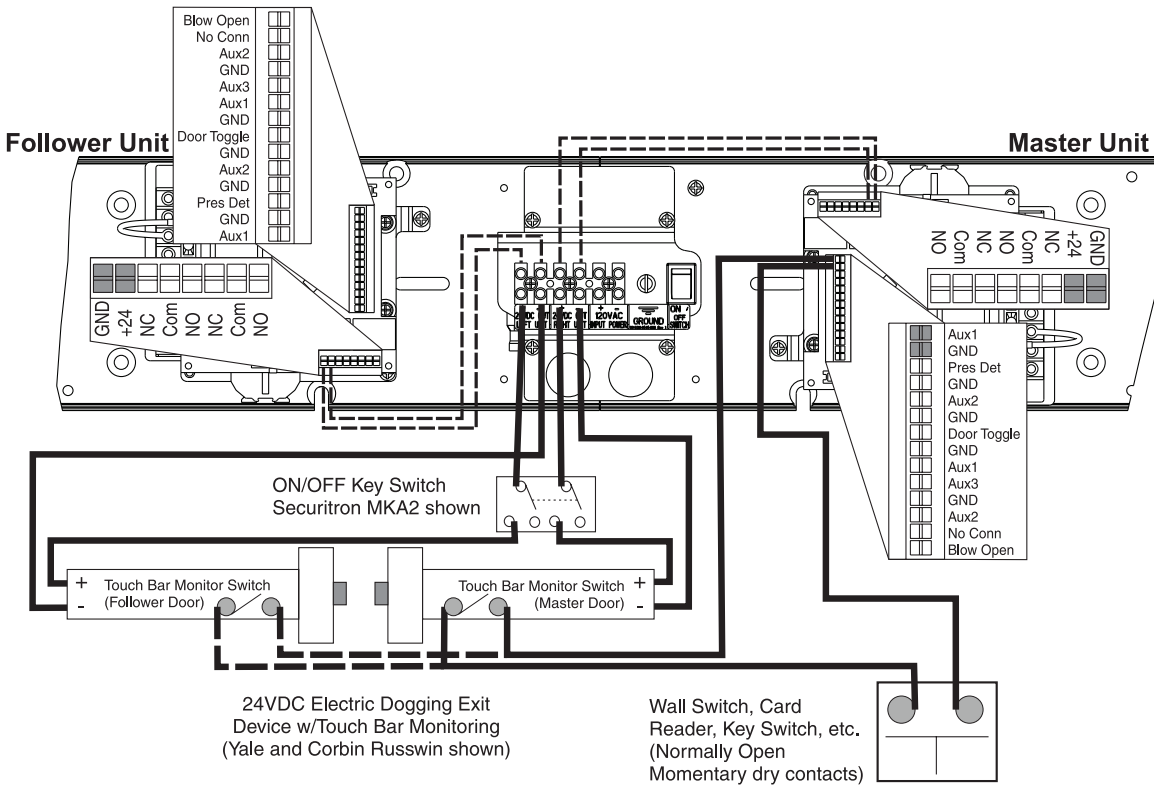 Blow Open
No Conn
Aux2
GND
Aux3
Aux1
GND
Door Toggle
GND
Aux2
GND
Pres Det
GND
Aux1
Follower Unit
Master Unit
GND
+24
NC
Com
NO
NC
Com
NO
NO
Com
NC
NO
Com
NC
+24
GND
120VAC
INPUT POWER
GROUND
ON /
OFF
SWITCH
Aux1
GND
Pres Det
GND
Aux2
GND
Door Toggle
GND
Aux1
Aux3
GND
Aux2
No Conn
Blow Open
ON/OFF Key Switch
Securitron MKA2 shown
+
-
Touch Bar Monitor Switch
(Follower Door)
Touch Bar Monitor Switch
(Master Door)
+
-
24VDC Electric Dogging Exit
Device w/Touch Bar Monitoring
(Yale and Corbin Russwin shown)
Wall Switch, Card
Reader, Key Switch, etc.
(Normally Open
Momentary dry contacts)